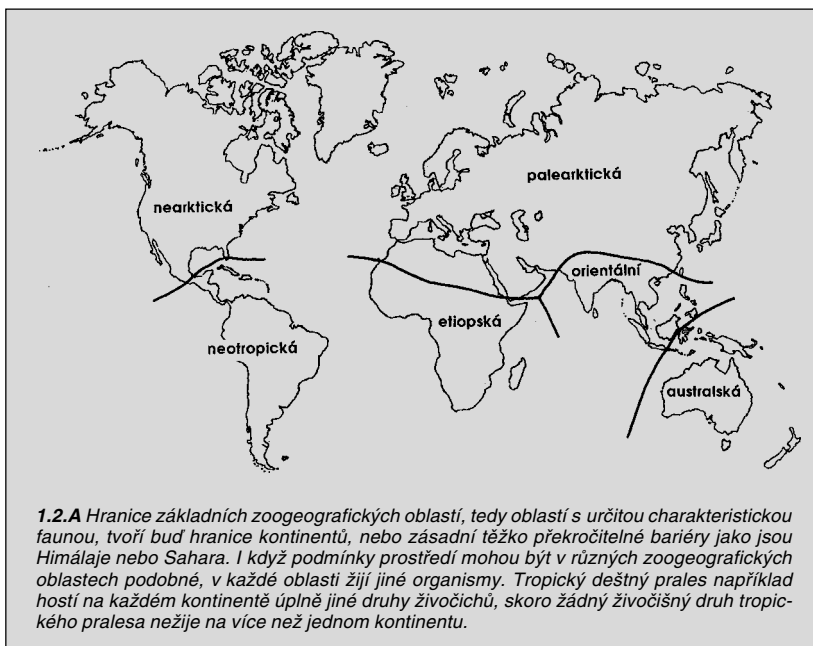 palearktická
nearktická
orientální
etiopská
neotropická
australská
1.2.A Hranice základních zoogeografických oblastí, tedy oblastí s určitou charakteristickou
faunou, tvoří buď hranice kontinentů, nebo zásadní těžko překročitelné bariéry jako jsou
Himálaje nebo Sahara. I když podmínky prostředí mohou být v různých zoogeografických
oblastech podobné, v každé oblasti žijí jiné organismy. Tropický deštný prales například
hostí na každém kontinentě úplně jiné druhy živočichů, skoro žádný živočišný druh tropic-
kého pralesa nežije na více než jednom kontinentu.